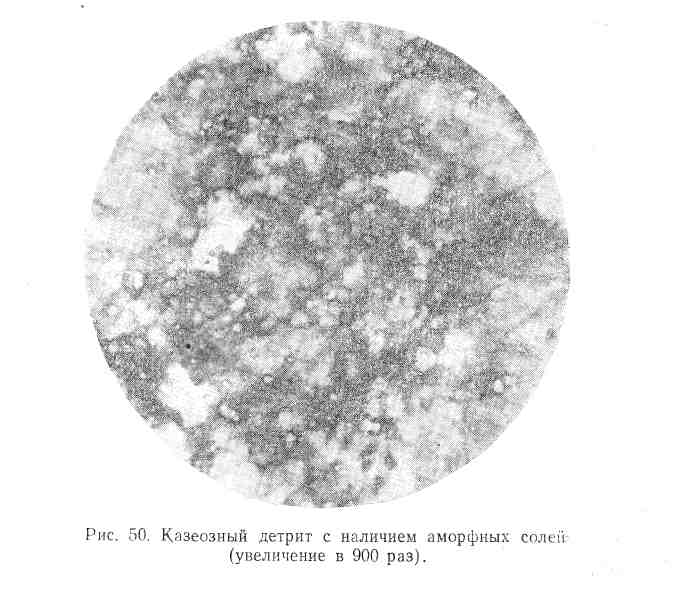 Рис. 50. Казеозный детрит с наличием аморфных солей
(увеличение в 900 раз).